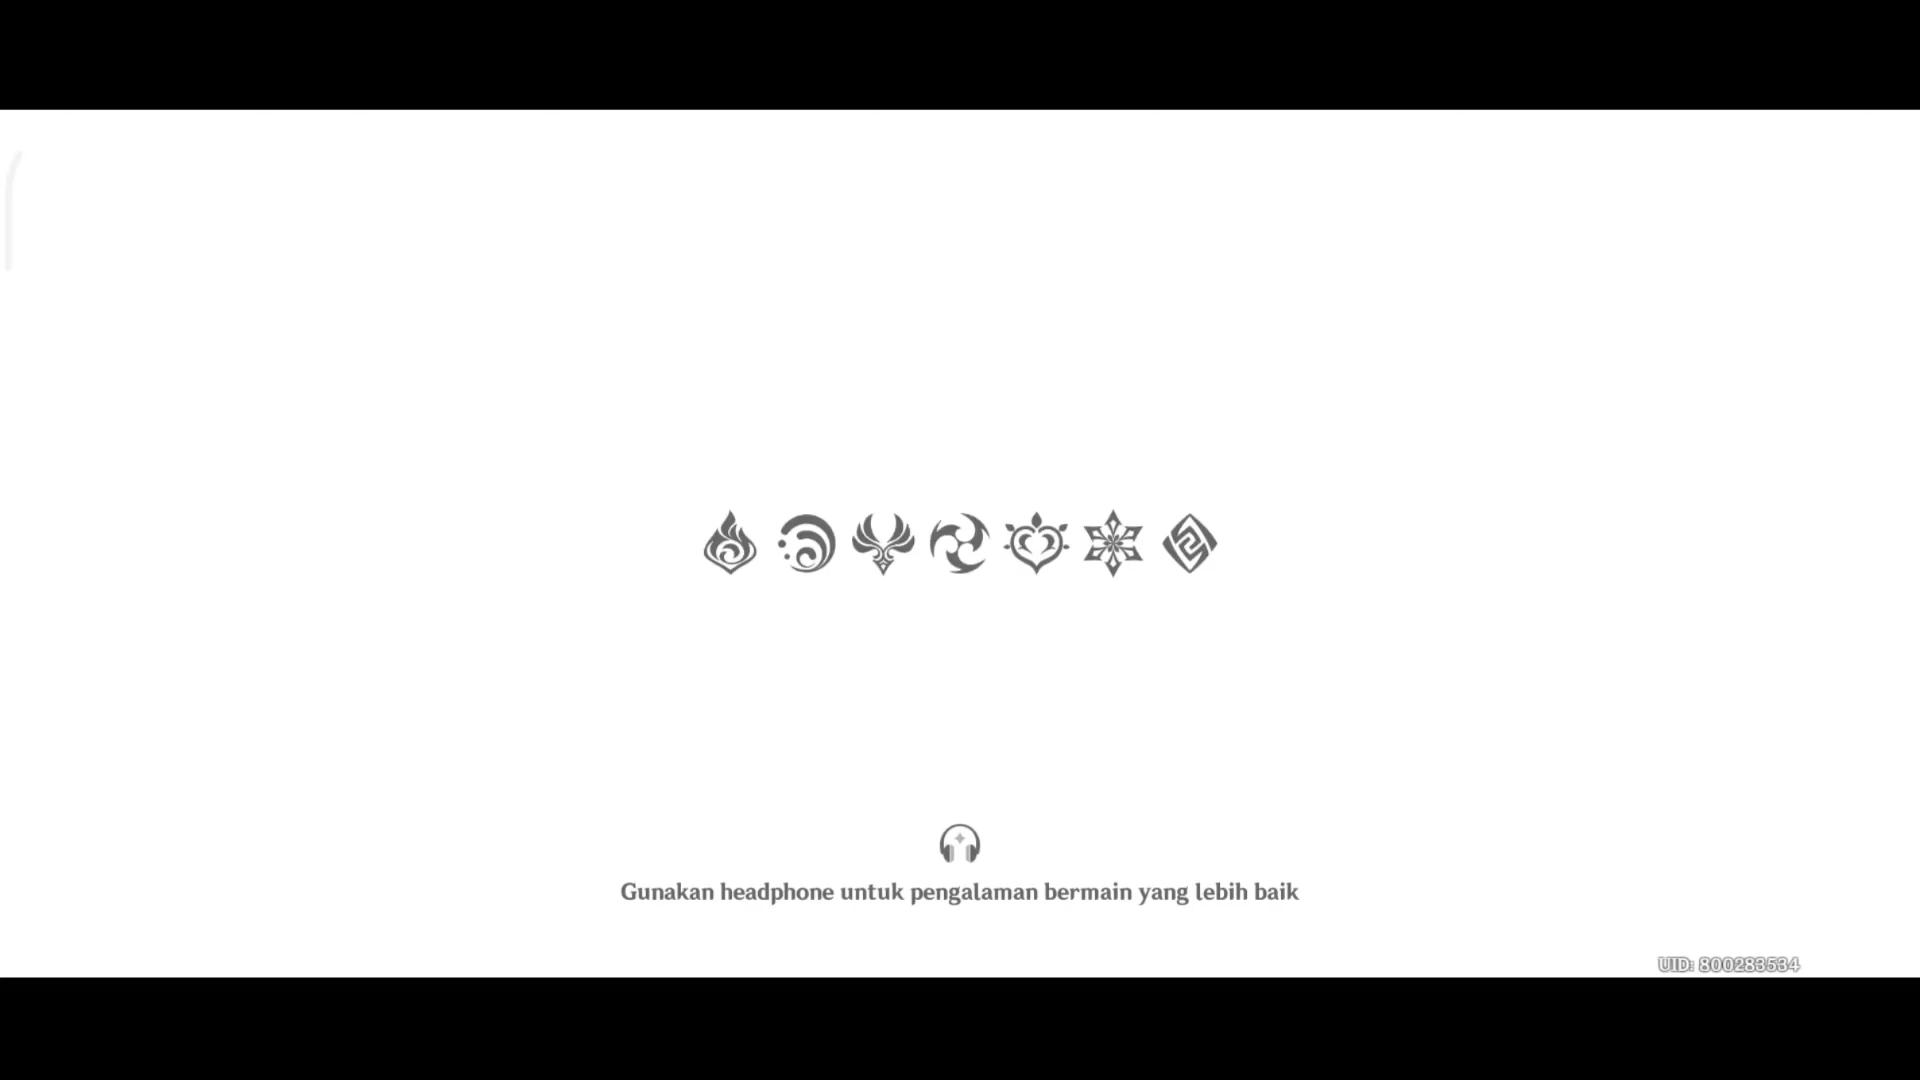 Gunakan headphone untuk pengalaman bermain yang lebih baik
UID: 800283534